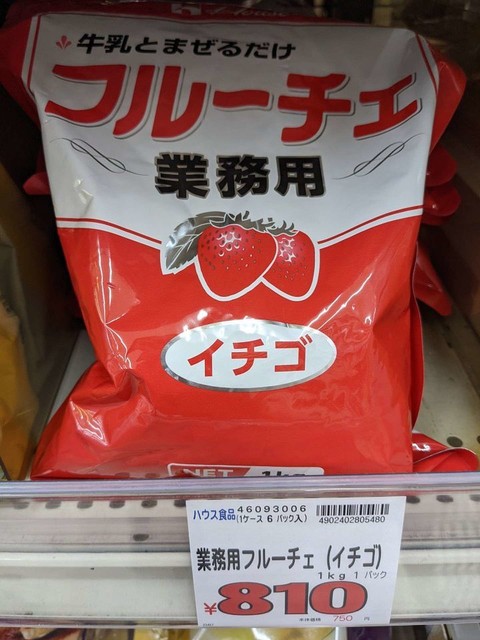 牛乳とまぜるだけ
フルーチェ
業務用
イチゴ
NET 1kg
ハウス食品 46093006
(1ケース 6 パック入)
4902402805480
業務用フルーチェ (イチゴ)
1kg 1 パック
¥810
本体価格 750 円